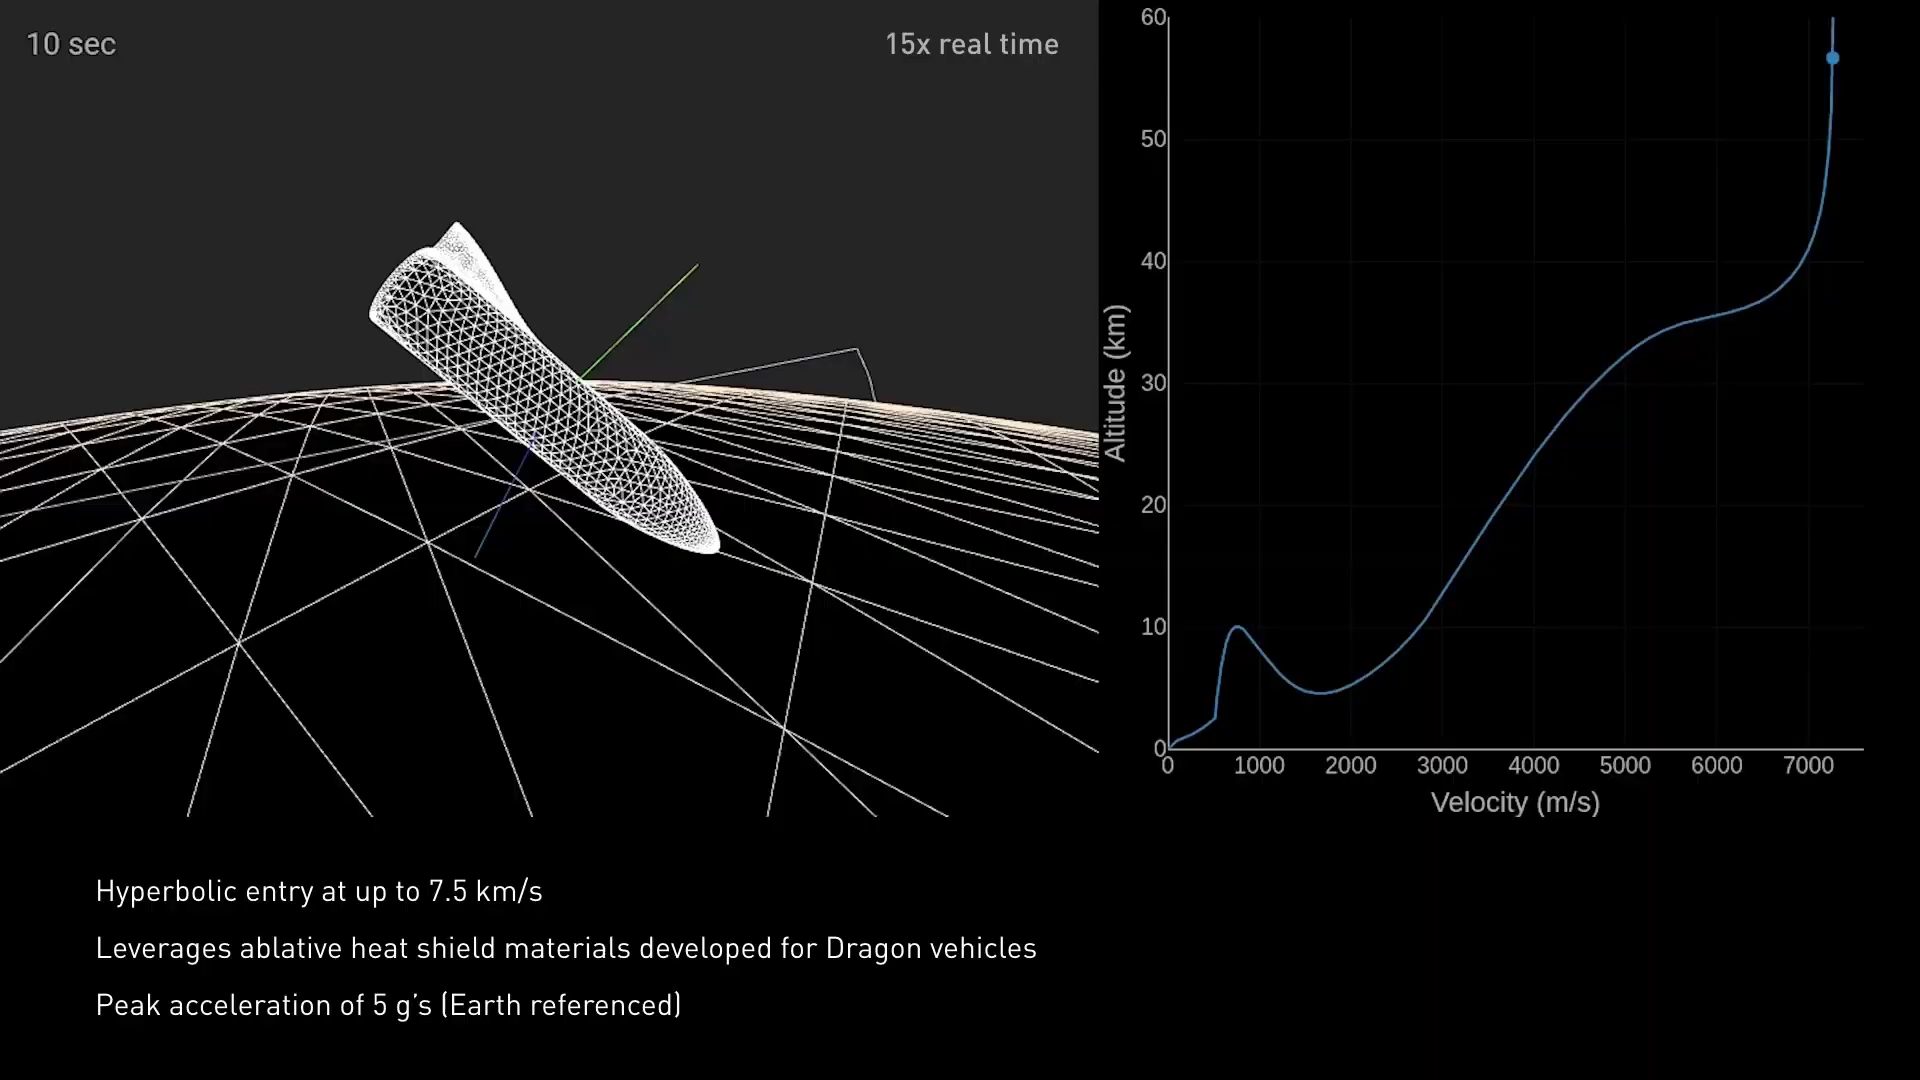 10 sec
15x real time
60
50
40
30
20
10
0
Altitude (km)
0 1000 2000 3000 4000 5000 6000 7000
Velocity (m/s)
Hyperbolic entry at up to 7.5 km/s
Leverages ablative heat shield materials developed for Dragon vehicles
Peak acceleration of 5 g’s (Earth referenced)